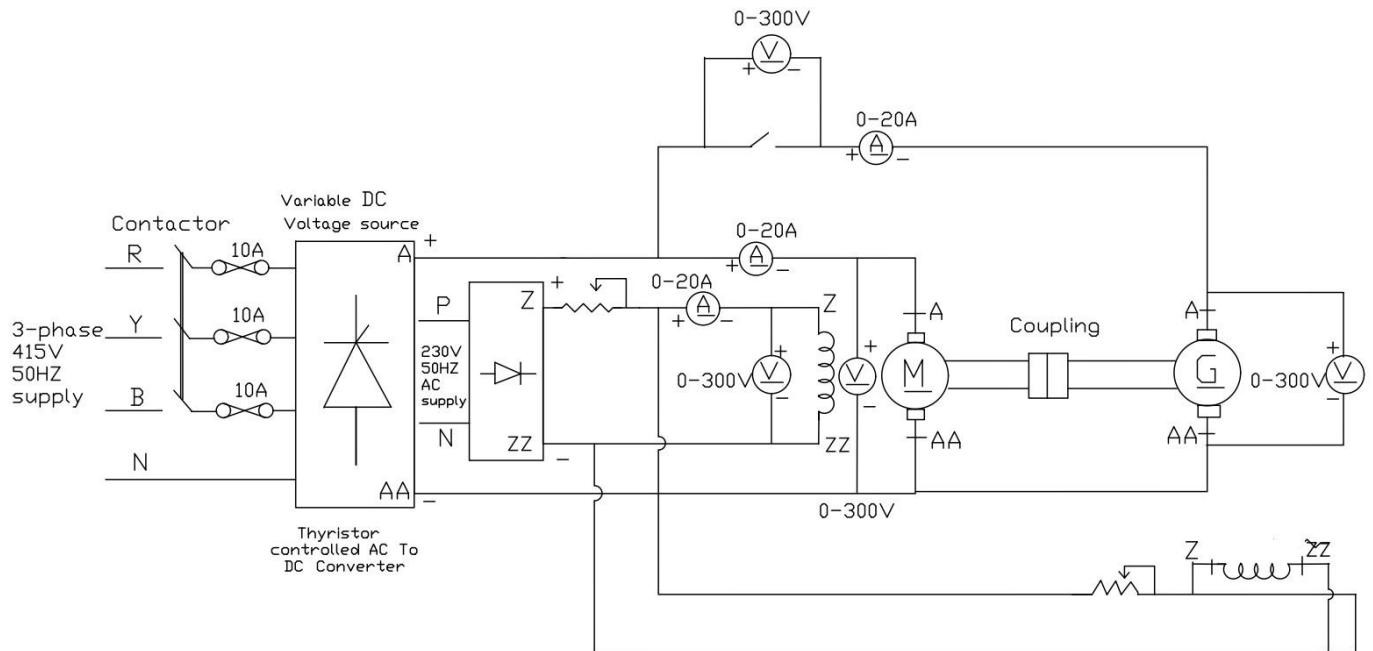 0-300V
V
+ -
0-20A
A
+ -
Variable DC
Voltage source
Contactor
R
10A
A
+
0-20A
A
+ -
3-phase
415V
50HZ
supply
Y
10A
P
230V
50HZ
AC
supply
N
Z
+
0-20A
A
+ -
Z
ZZ
-
0-300V
V
+
-
ZZ
V
+
-
0-300V
A
M
AA
Coupling
A
G
AA
0-300V
V
+
-
B
10A
N
AA
-
Thyristor
controlled AC To
DC Converter
Z
ZZ